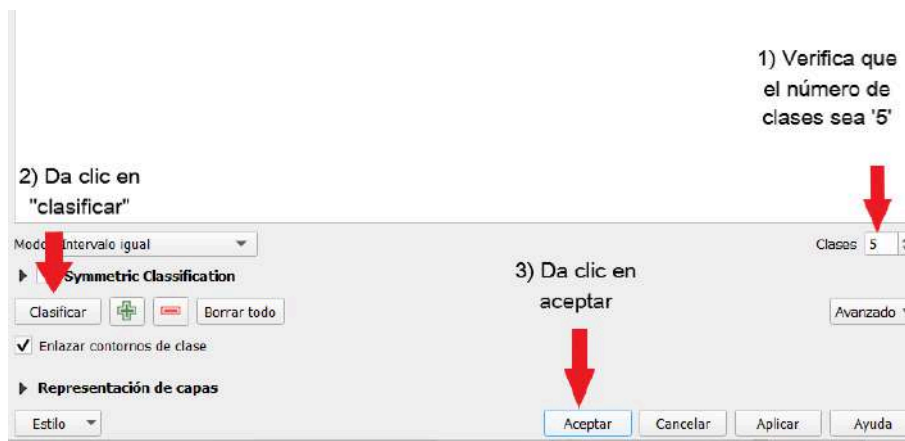 1) Verifica que
el número de
clases sea '5'
2) Da clic en
"clasificar"
Modo Intervalo igual
Clases 5
Symmetric Classification
3) Da clic en
aceptar
Clasificar
Borrar todo
Avanzado
Enlazar contornos de clase
Representación de capas
Estilo
Aceptar
Cancelar
Aplicar
Ayuda